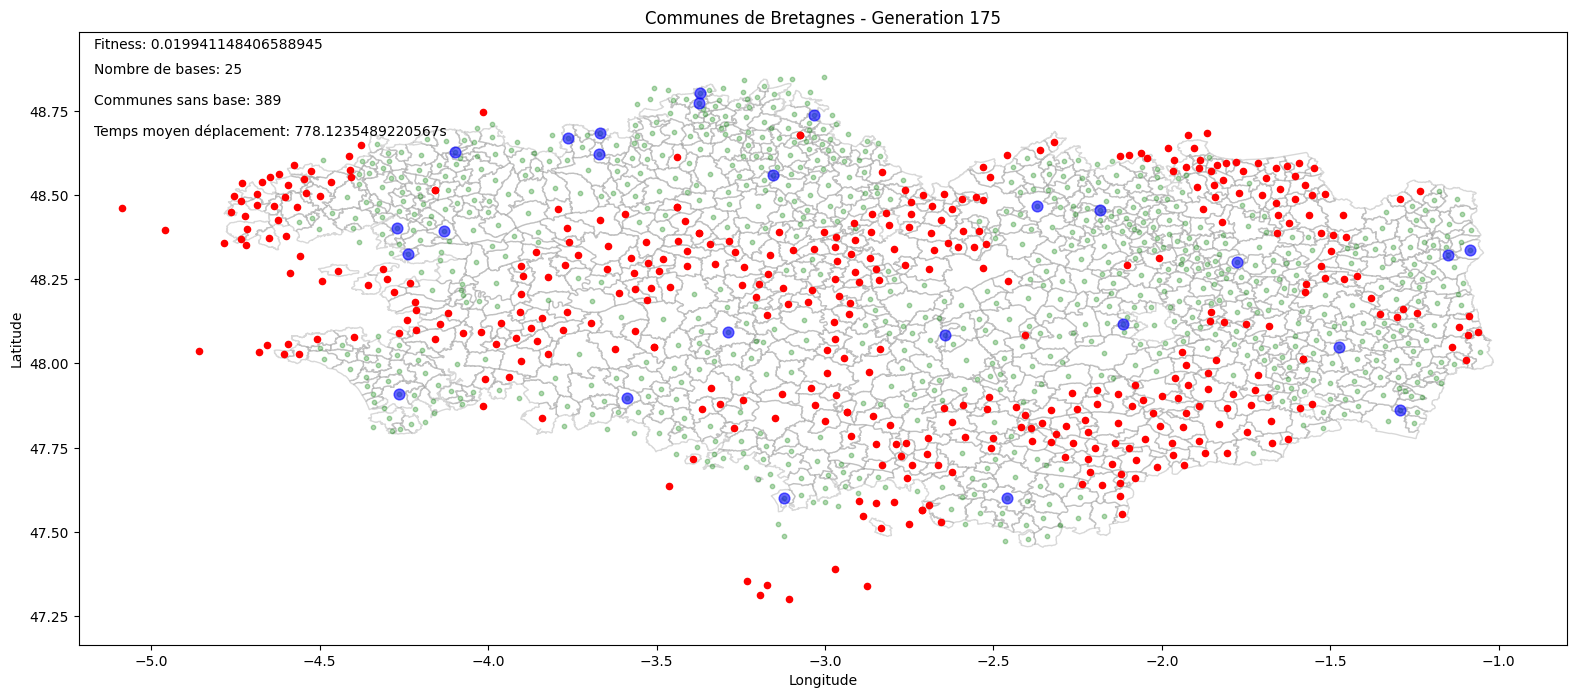 Communes de Bretagnes - Generation 175
Fitness: 0.019941148406588945
Nombre de bases: 25
Communes sans base: 389
Temps moyen déplacement: 778.1235489220567s
Latitude
48.75
48.50
48.25
48.00
47.75
47.50
47.25
−5.0 −4.5 −4.0 −3.5 −3.0 −2.5 −2.0 −1.5 −1.0
Longitude